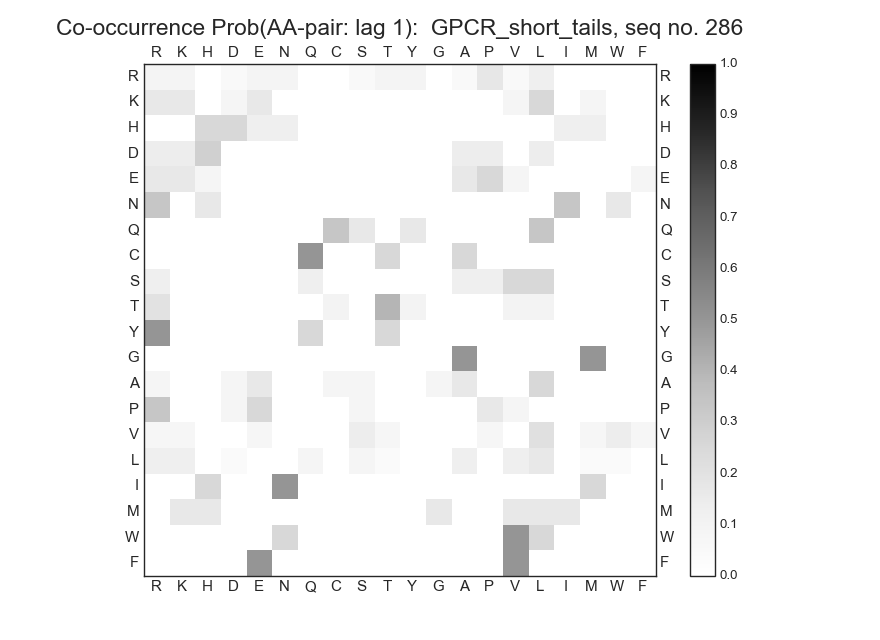 Co-occurrence Prob(AA-pair: lag 1):  GPCR_short_tails, seq no. 286
R K H D E N Q C S T Y G A P V L I M W F
R R 1.0
K K 0.9
H H
D D 0.8
E E
N N 0.7
Q Q
C C 0.6
S S
T T 0.5
Y Y
G G 0.4
A A
P P 0.3
V V
L L 0.2
I I
M M 0.1
W W
F F 0.0
R K H D E N Q C S T Y G A P V L I M W F